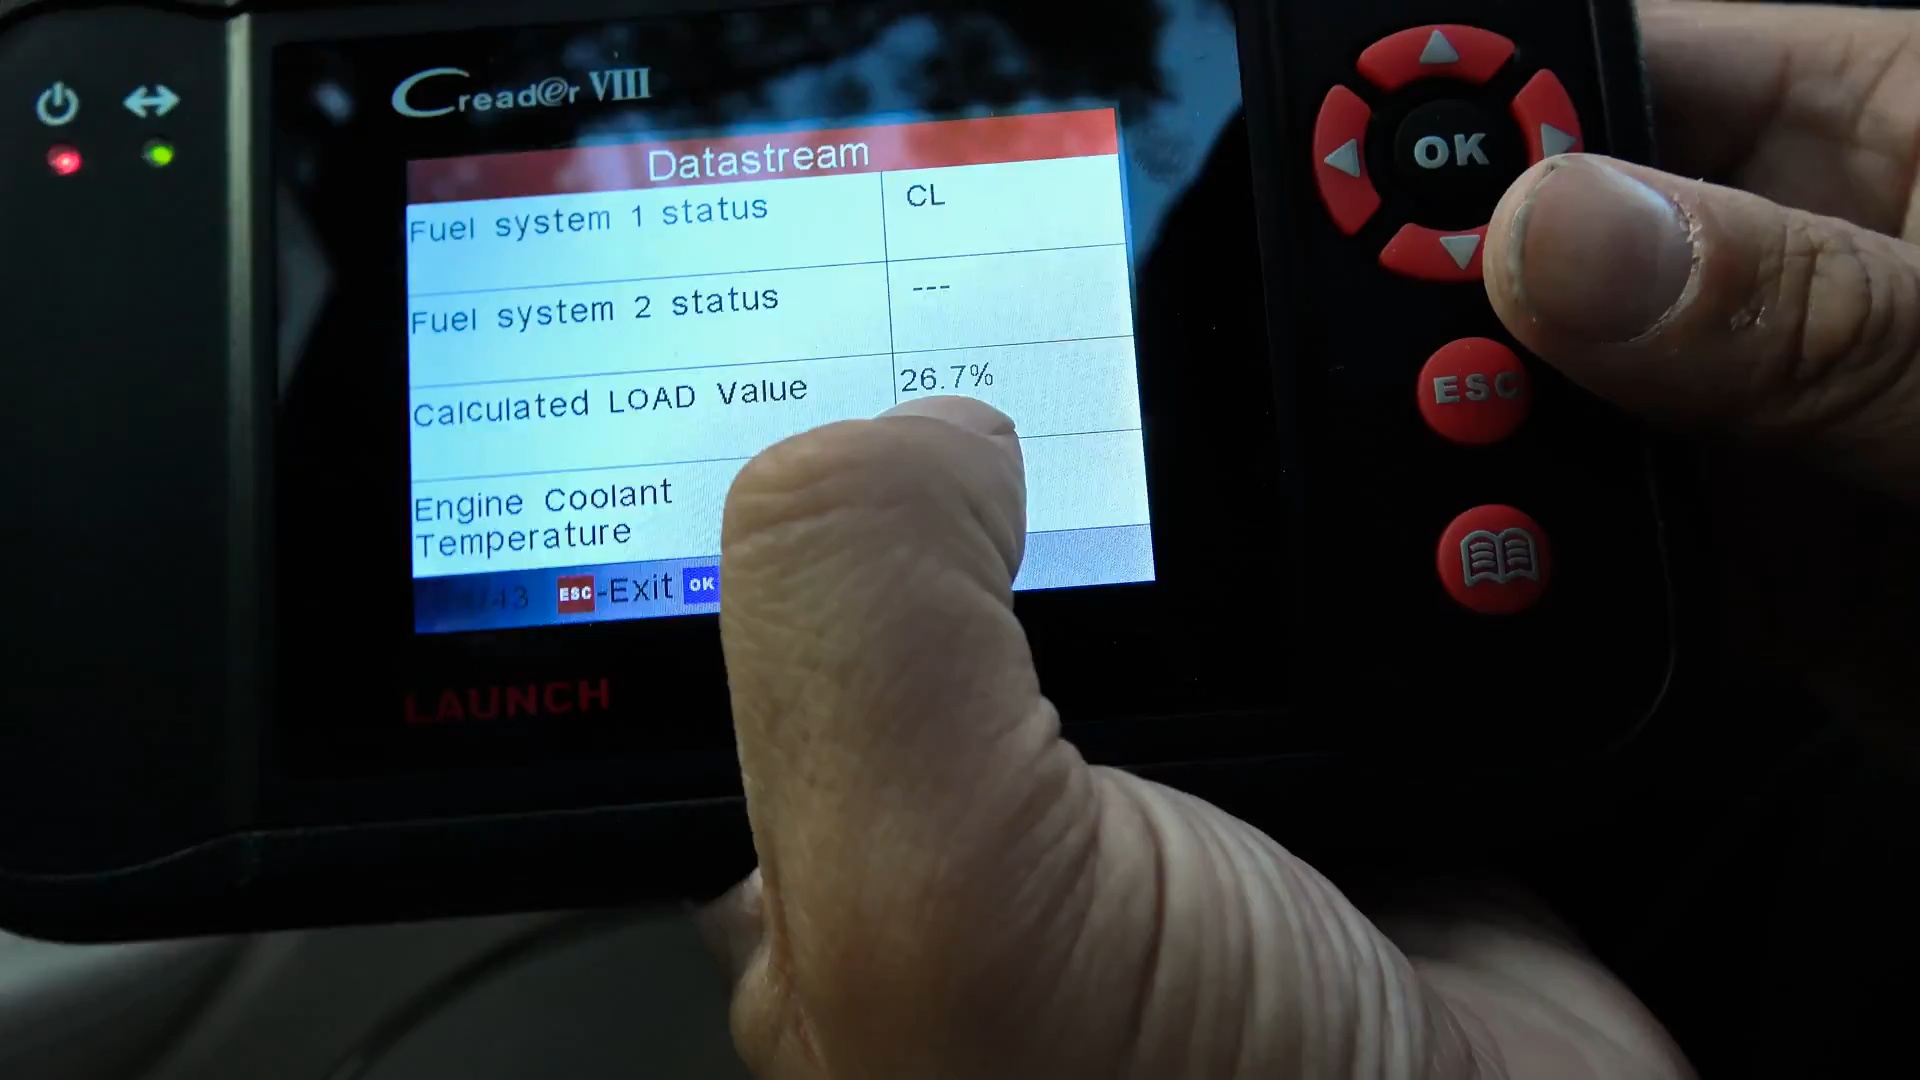 Creader VIII
Datastream
Fuel system 1 status CL
Fuel system 2 status ---
Calculated LOAD Value 26.7%
Engine Coolant
Temperature
ESC -Exit OK
LAUNCH
OK
ESC